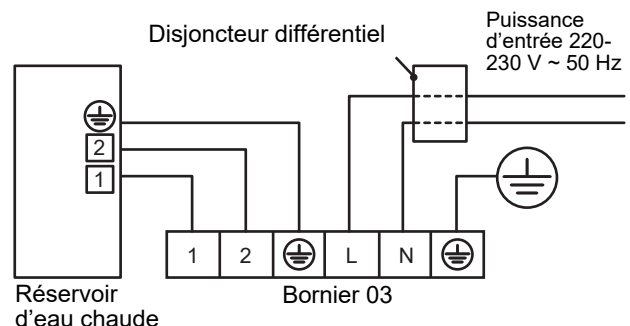 Disjoncteur différentiel
Puissance
d'entrée 220-
230 V ~ 50 Hz
2
1
1 2 L N
Réservoir
d'eau chaude
Bornier 03